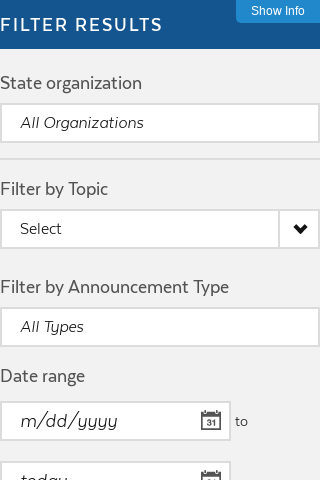 Show Info
FILTER RESULTS
State organization
All Organizations
Filter by Topic
Select
Filter by Announcement Type
All Types
Date range
m/dd/yyyy
31
to
today